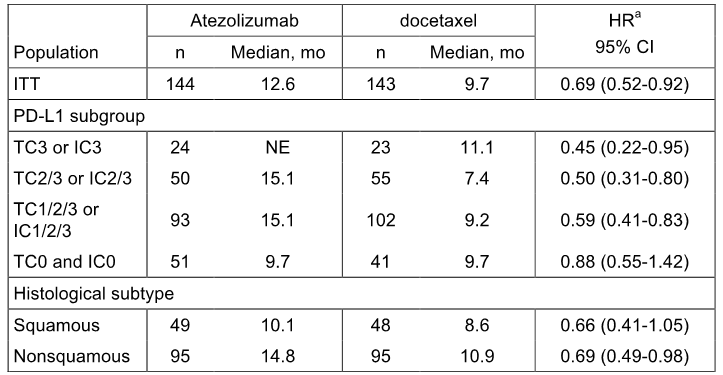 Atezolizumab docetaxel HRa
Population n Median, mo n Median, mo 95% CI
ITT 144 12.6 143 9.7 0.69 (0.52-0.92)
PD-L1 subgroup
TC3 or IC3 24 NE 23 11.1 0.45 (0.22-0.95)
TC2/3 or IC2/3 50 15.1 55 7.4 0.50 (0.31-0.80)
TC1/2/3 or
IC1/2/3 93 15.1 102 9.2 0.59 (0.41-0.83)
TC0 and IC0 51 9.7 41 9.7 0.88 (0.55-1.42)
Histological subtype
Squamous 49 10.1 48 8.6 0.66 (0.41-1.05)
Nonsquamous 95 14.8 95 10.9 0.69 (0.49-0.98)